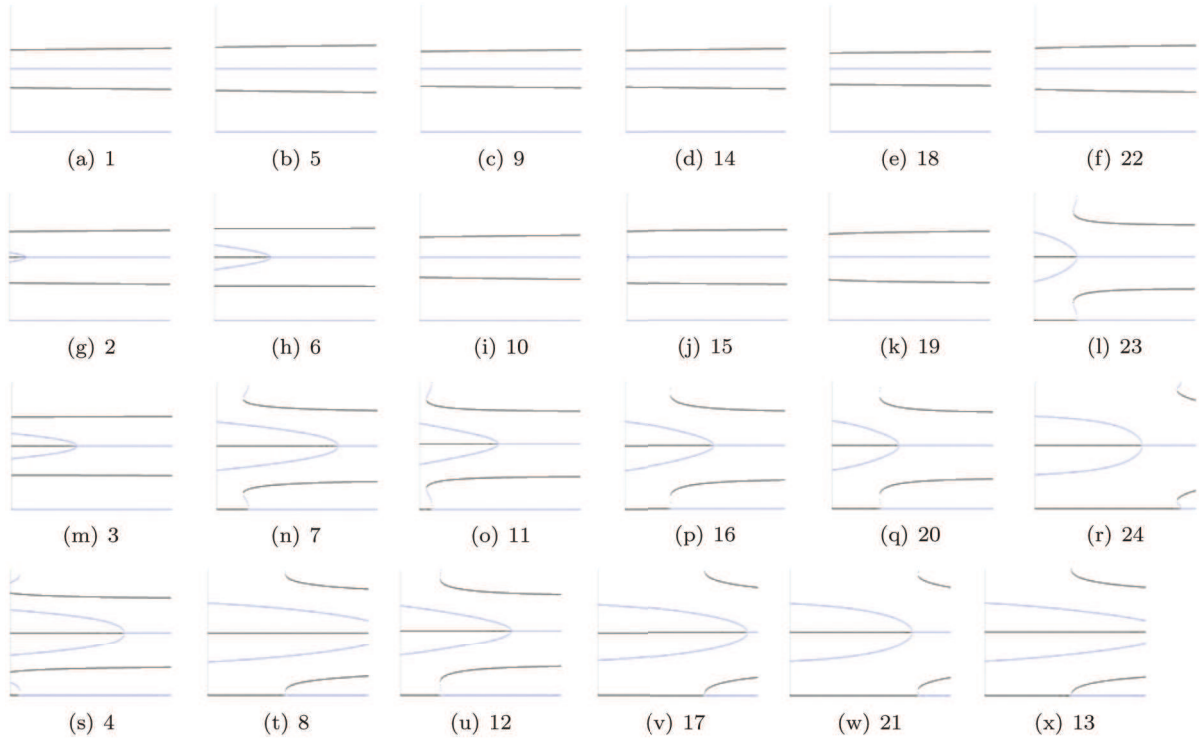 (a) 1 (b) 5 (c) 9 (d) 14 (e) 18 (f) 22
(g) 2 (h) 6 (i) 10 (j) 15 (k) 19 (l) 23
(m) 3 (n) 7 (o) 11 (p) 16 (q) 20 (r) 24
(s) 4 (t) 8 (u) 12 (v) 17 (w) 21 (x) 13